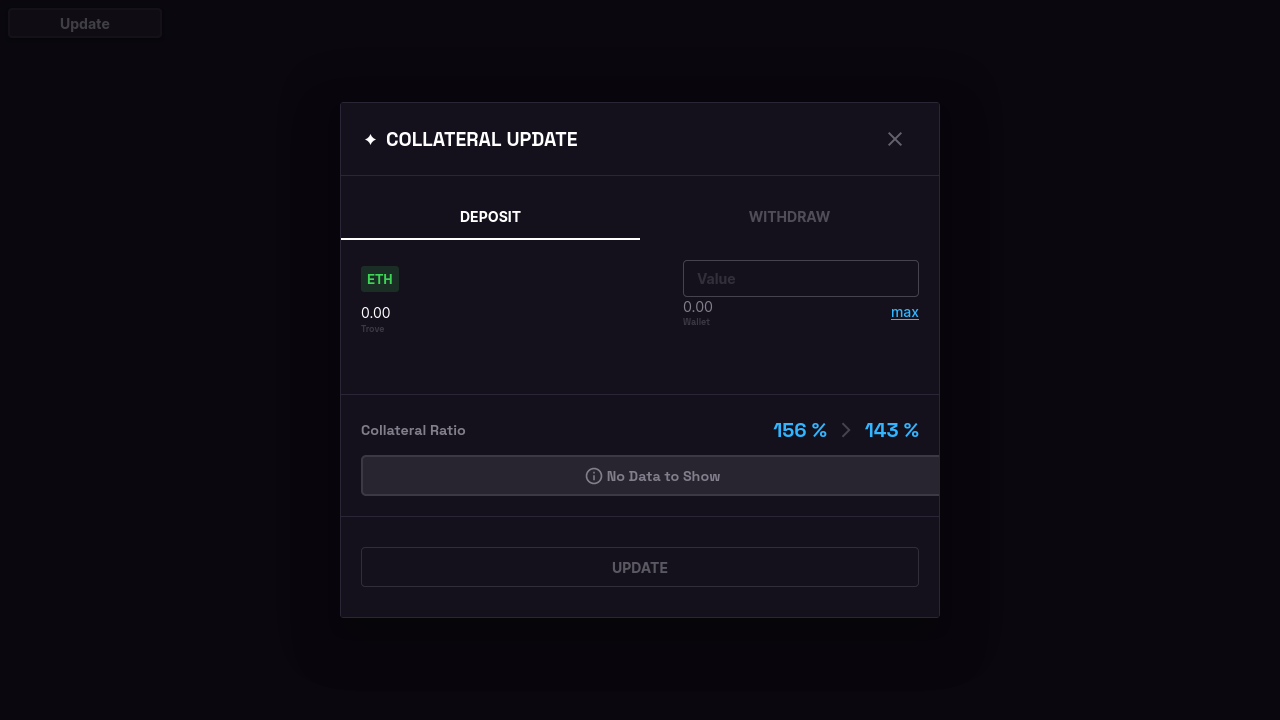 Update
✦ COLLATERAL UPDATE
DEPOSIT
WITHDRAW
ETH
Value
0.00
Trove
0.00
Wallet
max
Collateral Ratio
156 %
143 %
No Data to Show
UPDATE